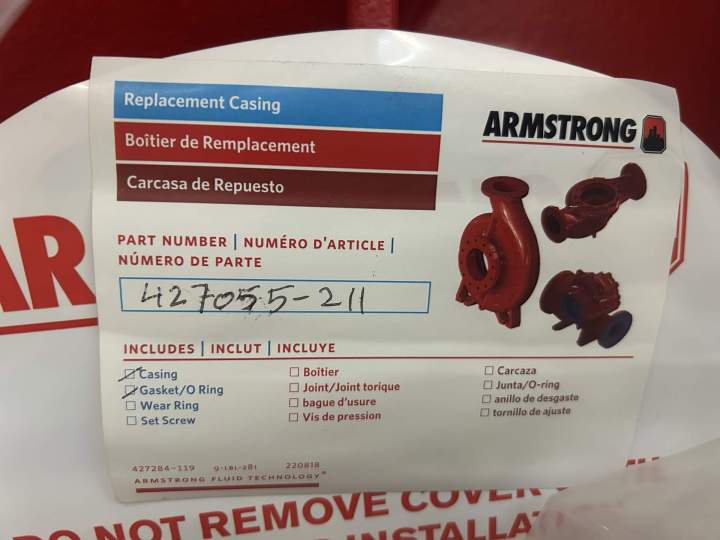 Replacement Casing
Boîtier de Remplacement
Carcasa de Repuesto
ARMSTRONG
PART NUMBER | NUMÉRO D'ARTICLE |
NÚMERO DE PARTE
427055-211
INCLUDES | INCLUT | INCLUYE
Casing
Gasket/O Ring
Wear Ring
Set Screw
Boîtier
Joint/Joint torique
bague d'usure
Vis de pression
Carcaza
Junta/O-ring
anillo de desgaste
tornillo de ajuste
427284-119 9-LBL-281 220818
ARMSTRONG FLUID TECHNOLOGY®
AR
DO NOT REMOVE COVER
INSTALLAT